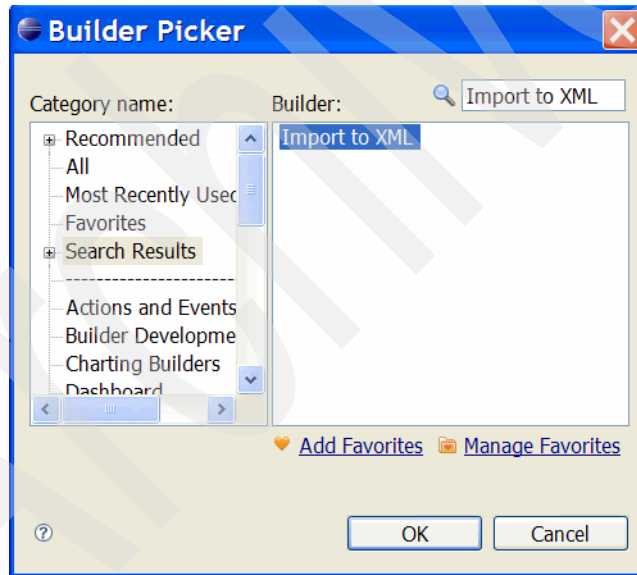 Builder Picker
Category name:
Builder:
Import to XML
Recommended
All
Most Recently Used
Favorites
Search Results
Actions and Events
Builder Developme
Charting Builders
Dashboard
Import to XML
Add Favorites
Manage Favorites
OK
Cancel